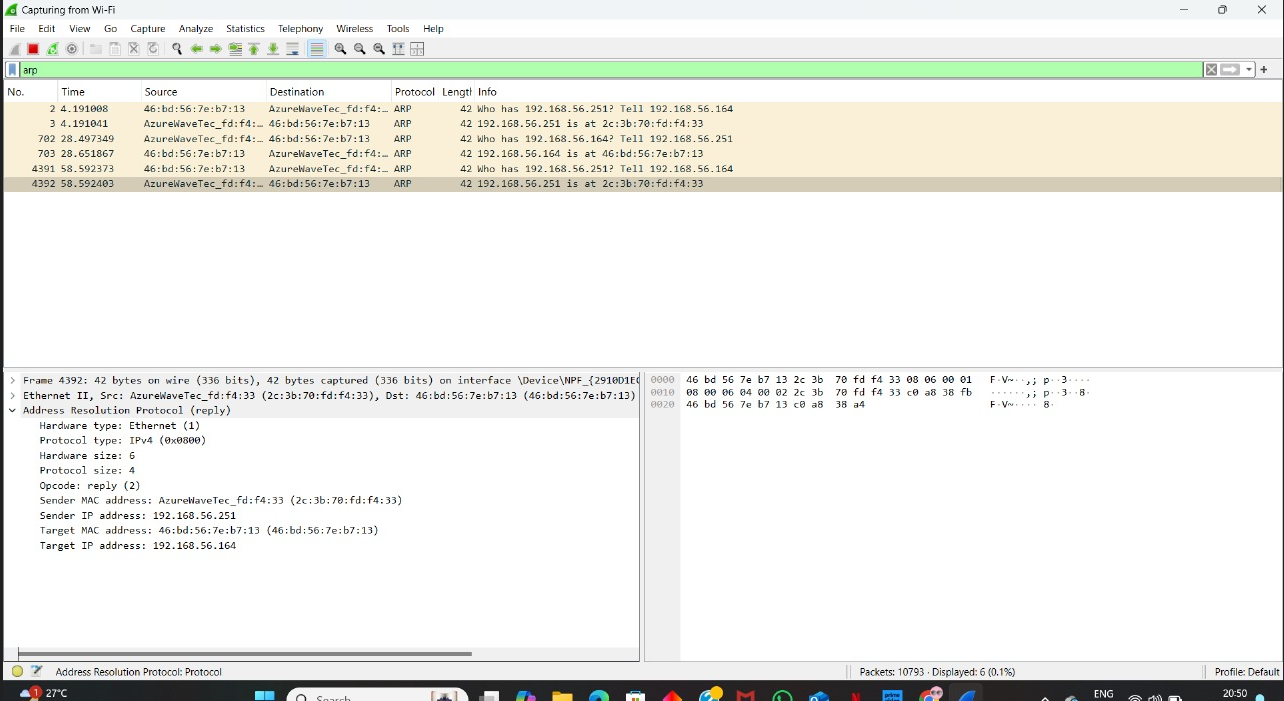 Capturing from Wi-Fi
File Edit View Go Capture Analyze Statistics Telephony Wireless Tools Help
arp
No. Time Source Destination Protocol Length Info
2 4.191008 46:bd:56:7e:b7:13 AzureWaveTec_fd:f4:… ARP 42 Who has 192.168.56.251? Tell 192.168.56.164
3 4.191041 AzureWaveTec_fd:f4:… 46:bd:56:7e:b7:13 ARP 42 192.168.56.251 is at 2c:3b:70:fd:f4:33
702 28.497349 AzureWaveTec_fd:f4:… 46:bd:56:7e:b7:13 ARP 42 Who has 192.168.56.164? Tell 192.168.56.251
703 28.651867 46:bd:56:7e:b7:13 AzureWaveTec_fd:f4:… ARP 42 192.168.56.164 is at 46:bd:56:7e:b7:13
4391 58.592373 46:bd:56:7e:b7:13 AzureWaveTec_fd:f4:… ARP 42 Who has 192.168.56.251? Tell 192.168.56.164
4392 58.592403 AzureWaveTec_fd:f4:… 46:bd:56:7e:b7:13 ARP 42 192.168.56.251 is at 2c:3b:70:fd:f4:33
Frame 4392: 42 bytes on wire (336 bits), 42 bytes captured (336 bits) on interface \Device\NPF_{2910D1E
Ethernet II, Src: AzureWaveTec_fd:f4:33 (2c:3b:70:fd:f4:33), Dst: 46:bd:56:7e:b7:13 (46:bd:56:7e:b7:13)
Address Resolution Protocol (reply)
Hardware type: Ethernet (1)
Protocol type: IPv4 (0x0800)
Hardware size: 6
Protocol size: 4
Opcode: reply (2)
Sender MAC address: AzureWaveTec_fd:f4:33 (2c:3b:70:fd:f4:33)
Sender IP address: 192.168.56.251
Target MAC address: 46:bd:56:7e:b7:13 (46:bd:56:7e:b7:13)
Target IP address: 192.168.56.164
0000 46 bd 56 7e b7 13 2c 3b 70 fd f4 33 08 06 00 01 F·V~··,; p··3····
0010 08 00 06 04 00 02 2c 3b 70 fd f4 33 c0 a8 38 fb ······,; p··3··8·
0020 46 bd 56 7e b7 13 c0 a8 38 a4 F·V~···· 8·
Address Resolution Protocol: Protocol
Packets: 10793 · Displayed: 6 (0.1%)
Profile: Default
1
27°C
Search
prime
ENG
20:50